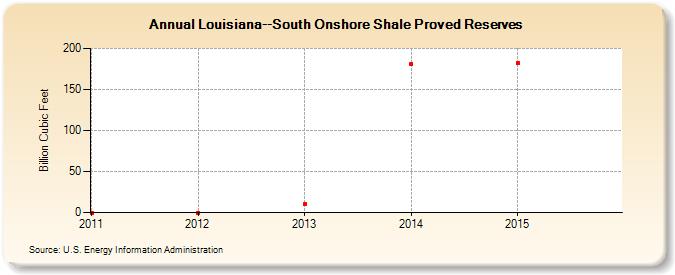 Annual Louisiana--South Onshore Shale Proved Reserves
Billion Cubic Feet
200
150
100
50
0
2011 2012 2013 2014 2015
Source: U.S. Energy Information Administration